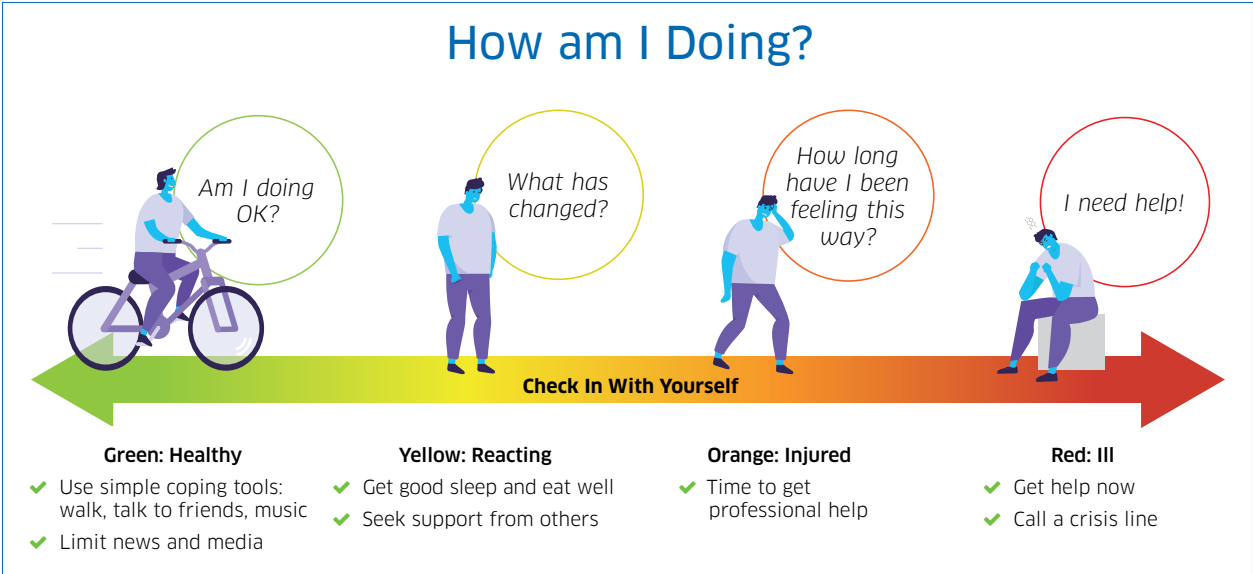 How am I Doing?
Am I doing
OK?
What has
changed?
How long
have I been
feeling this
way?
I need help!
Check In With Yourself
Green: Healthy
Use simple coping tools:
walk, talk to friends, music
Limit news and media
Yellow: Reacting
Get good sleep and eat well
Seek support from others
Orange: Injured
Time to get
professional help
Red: Ill
Get help now
Call a crisis line